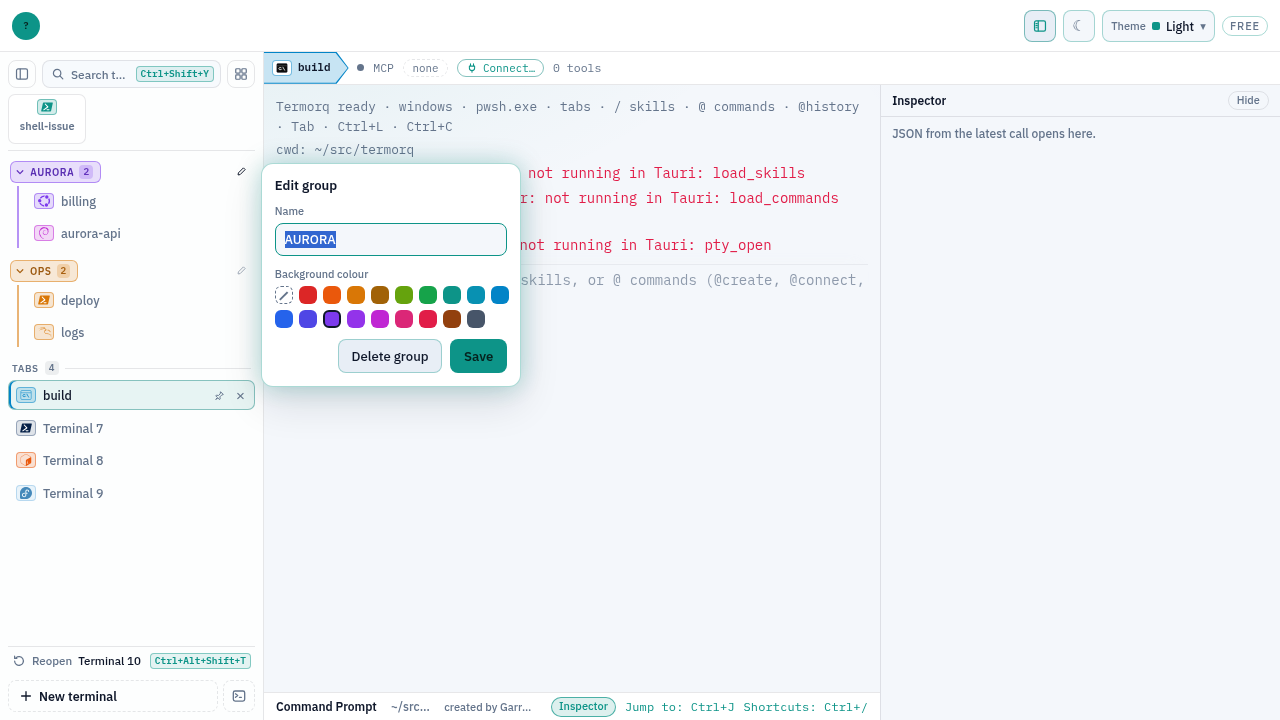 ?
Theme Light ▾
FREE
Search t... Ctrl+Shift+Y
shell-issue
AURORA 2
billing
aurora-api
OPS 2
deploy
logs
TABS 4
build
Terminal 7
Terminal 8
Terminal 9
Reopen Terminal 10 Ctrl+Alt+Shift+T
New terminal
build MCP none Connect… 0 tools
Termorq ready · windows · pwsh.exe · tabs · / skills · @ commands · @history
· Tab · Ctrl+L · Ctrl+C
cwd: ~/src/termorq
not running in Tauri: load_skills
r: not running in Tauri: load_commands
not running in Tauri: pty_open
skills, or @ commands (@create, @connect,
Edit group
Name
AURORA
Background colour
Delete group
Save
Inspector
Hide
JSON from the latest call opens here.
Command Prompt ~/src... created by Garr... Inspector Jump to: Ctrl+J Shortcuts: Ctrl+/